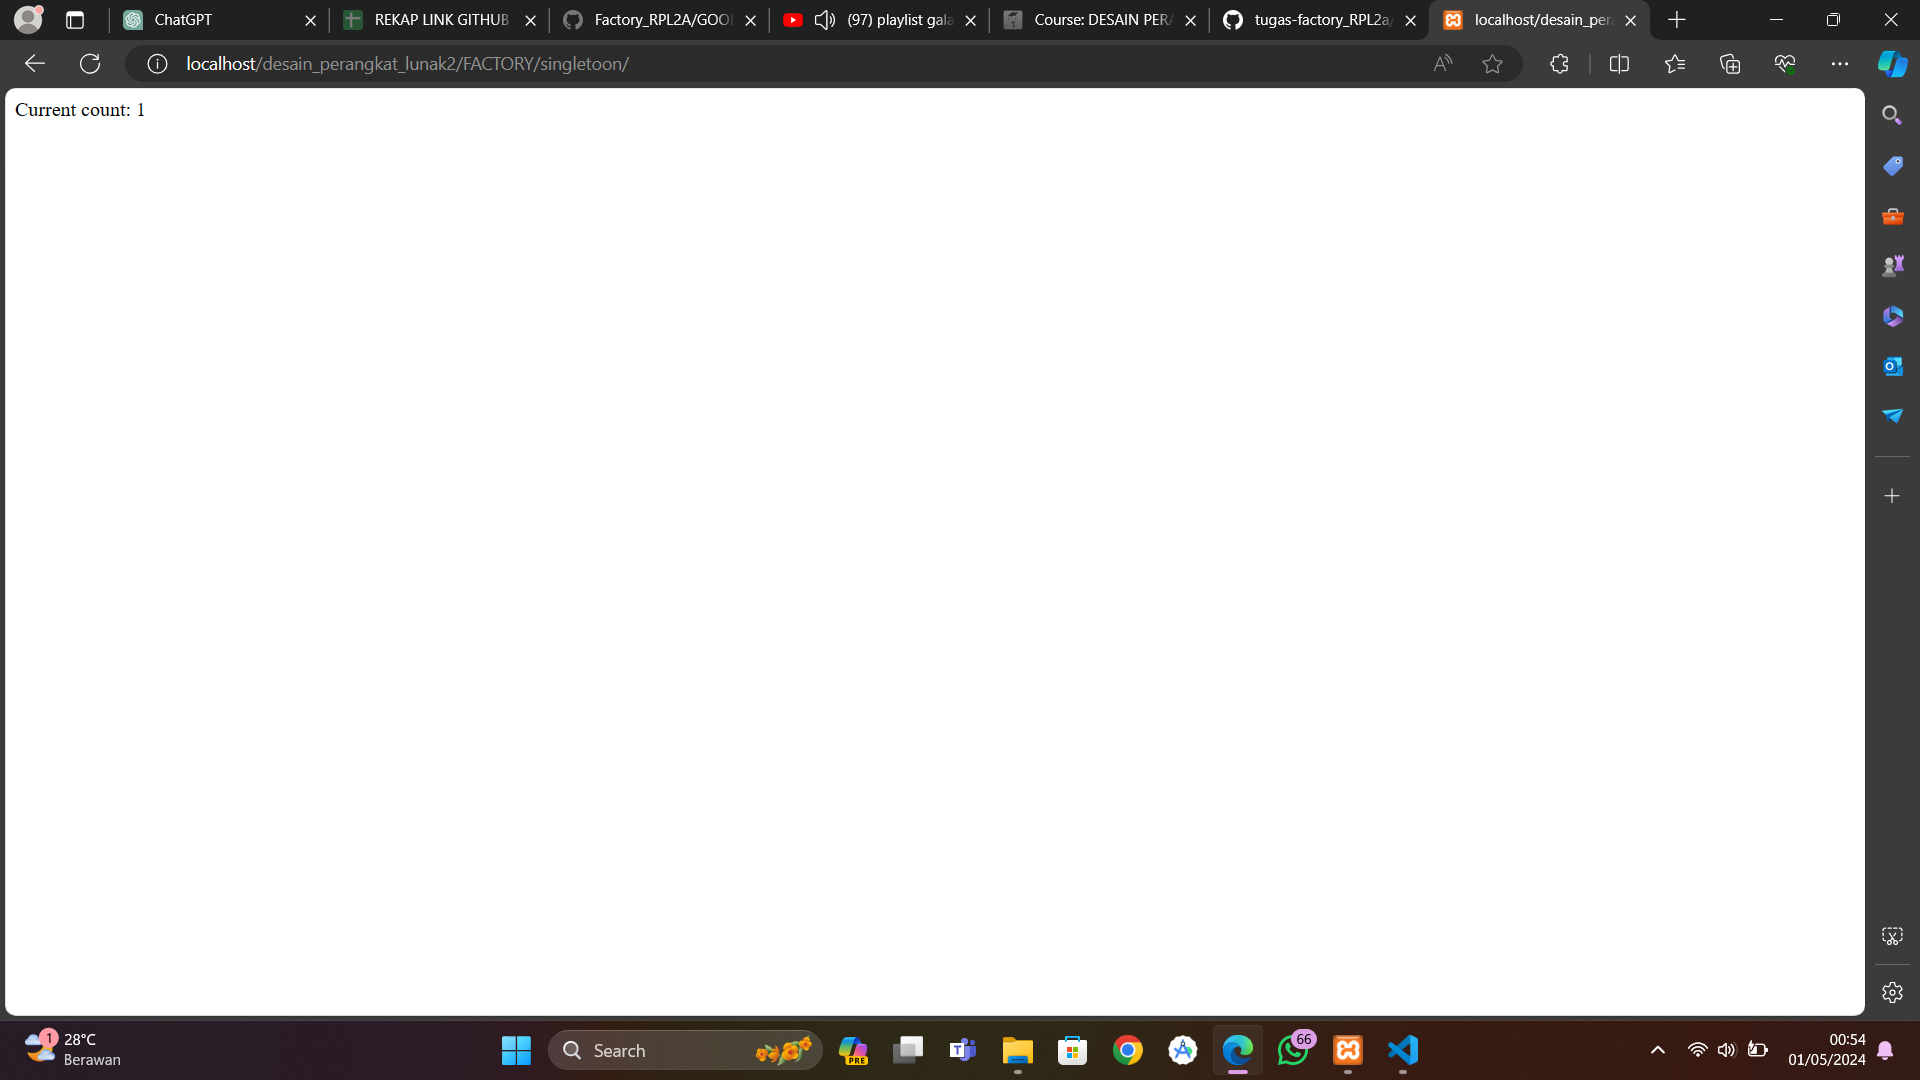 ChatGPT
REKAP LINK GITHUB
Factory_RPL2A/GOO
(97) playlist gala
Course: DESAIN PER
tugas-factory_RPL2a/
localhost/desain_per
localhost/desain_perangkat_lunak2/FACTORY/singletoon/
Current count: 1
1
28°C
Berawan
Search
PRE
66
00:54
01/05/2024